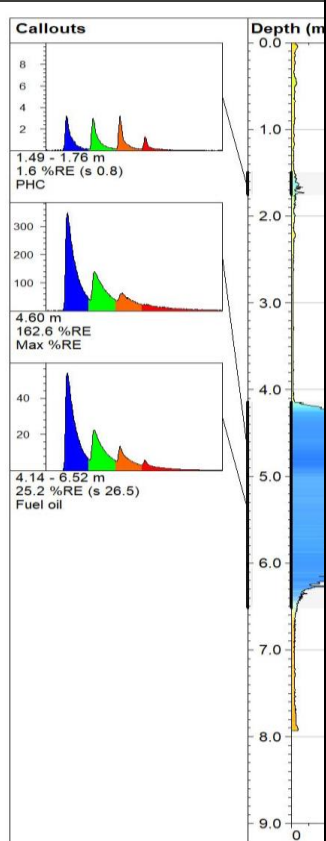 Callouts
Depth (m
8
6
4
2
1.49 - 1.76 m
1.6 %RE (s 0.8)
PHC
300
200
100
4.60 m
162.6 %RE
Max %RE
40
20
4.14 - 6.52 m
25.2 %RE (s 26.5)
Fuel oil
0.0
1.0
2.0
3.0
4.0
5.0
6.0
7.0
8.0
9.0
0